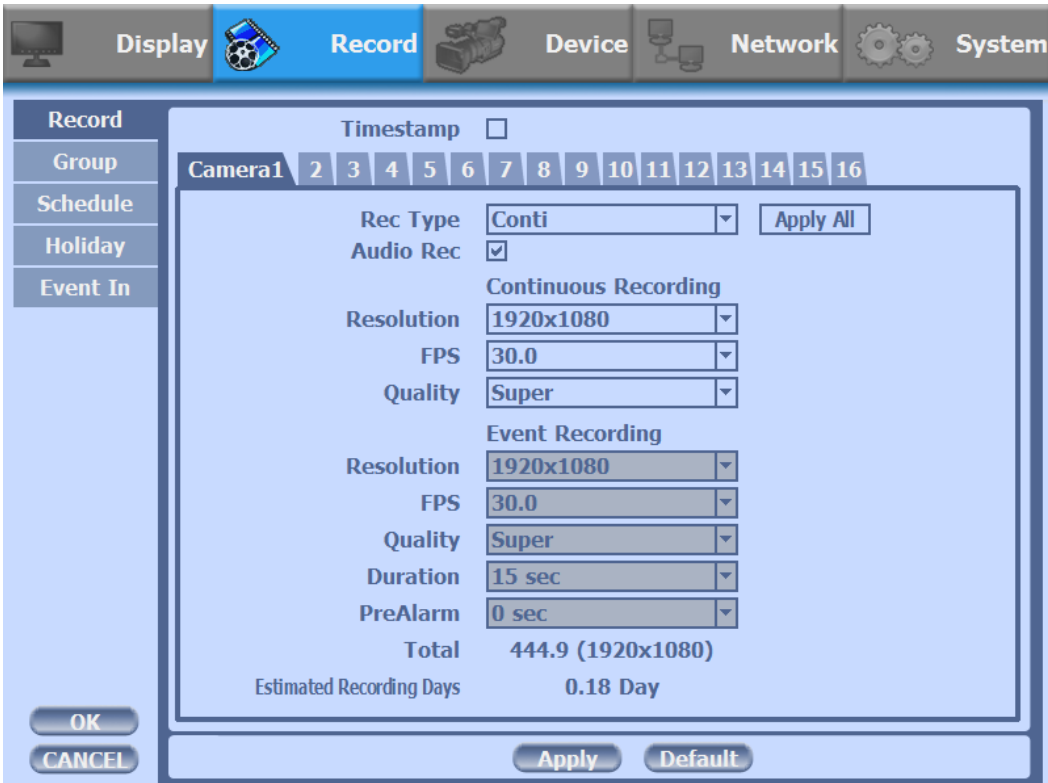 Display Record Device Network System
Record
Group
Schedule
Holiday
Event In
OK
CANCEL
Timestamp
Camera1 2 3 4 5 6 7 8 9 10 11 12 13 14 15 16
Rec Type Conti Apply All
Audio Rec
Continuous Recording
Resolution 1920x1080
FPS 30.0
Quality Super
Event Recording
Resolution 1920x1080
FPS 30.0
Quality Super
Duration 15 sec
PreAlarm 0 sec
Total 444.9 (1920x1080)
Estimated Recording Days 0.18 Day
Apply Default